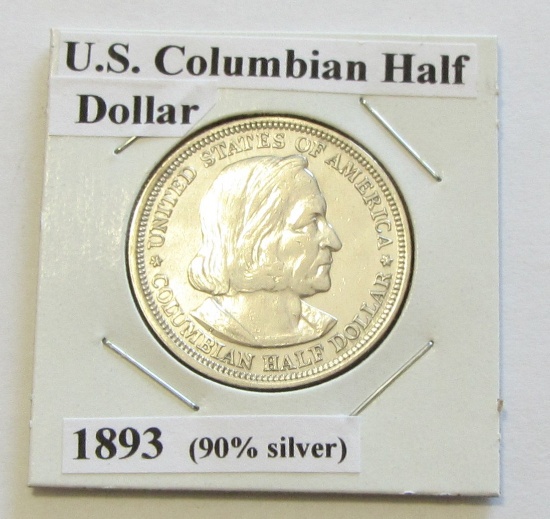 U.S. Columbian Half
Dollar
* UNITED STATES OF AMERICA *
COLUMBIAN HALF DOLLAR
1893 (90% silver)